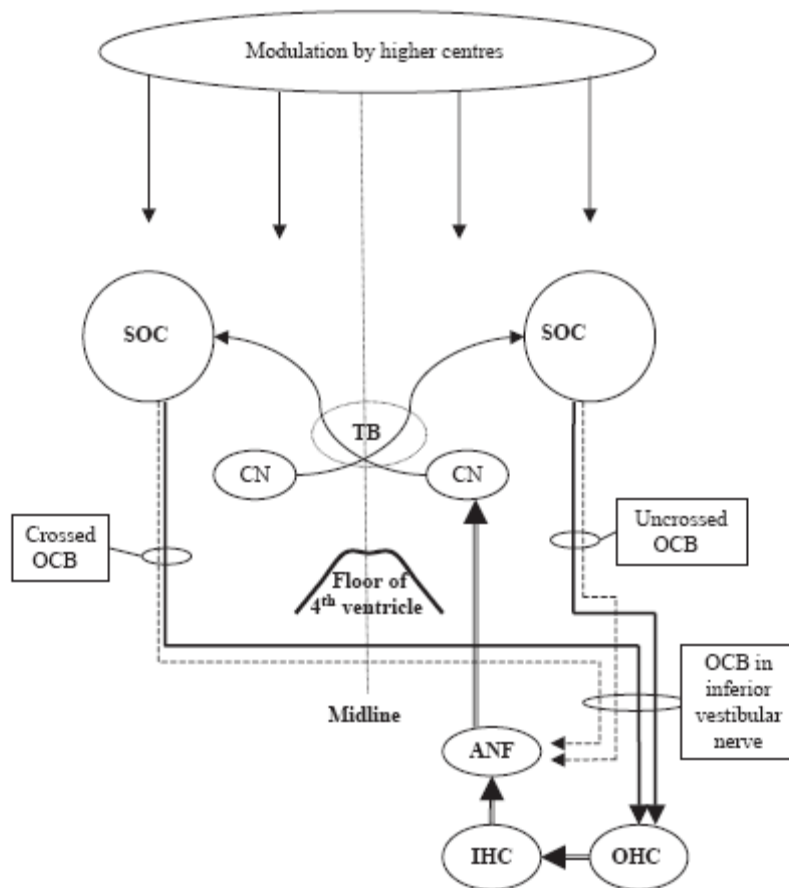 Modulation by higher centres
SOC
SOC
TB
CN
CN
Crossed
OCB
Uncrossed
OCB
Floor of
4th ventricle
OCB in
inferior
vestibular
nerve
Midline
ANF
IHC
OHC